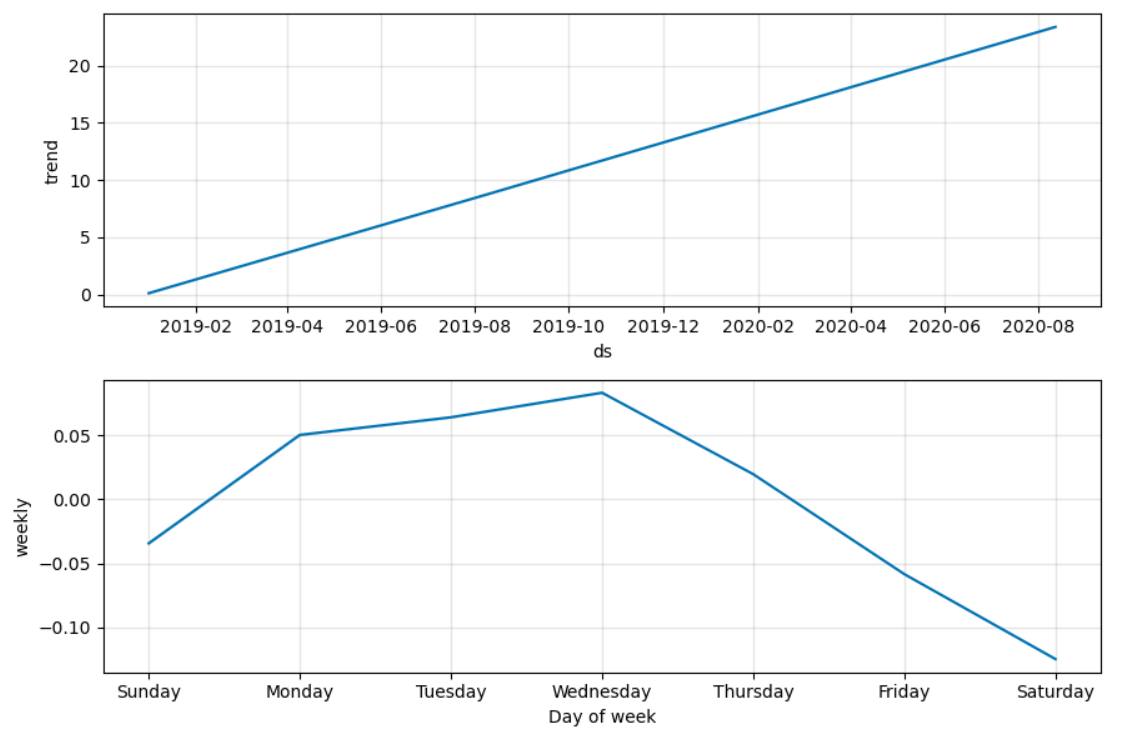 20
15
10
5
0
trend
2019-02 2019-04 2019-06 2019-08 2019-10 2019-12 2020-02 2020-04 2020-06 2020-08
ds
0.05
0.00
−0.05
−0.10
weekly
Sunday Monday Tuesday Wednesday Thursday Friday Saturday
Day of week